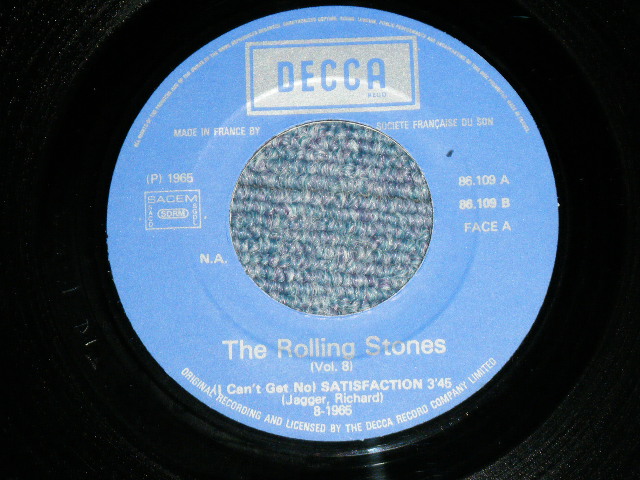 DECCA
RECO
MADE IN FRANCE BY
SOCIETE FRANÇAISE DU SON
(P) 1965
86.109 A
SACEM
SDRM
86.109 B
FACE A
N.A.
The Rolling Stones
(Vol. 8)
(I Can't Get No) SATISFACTION 3'45
(Jagger, Richard)
8-1965
ORIGINAL RECORDING AND LICENSED BY THE DECCA RECORD COMPANY LIMITED